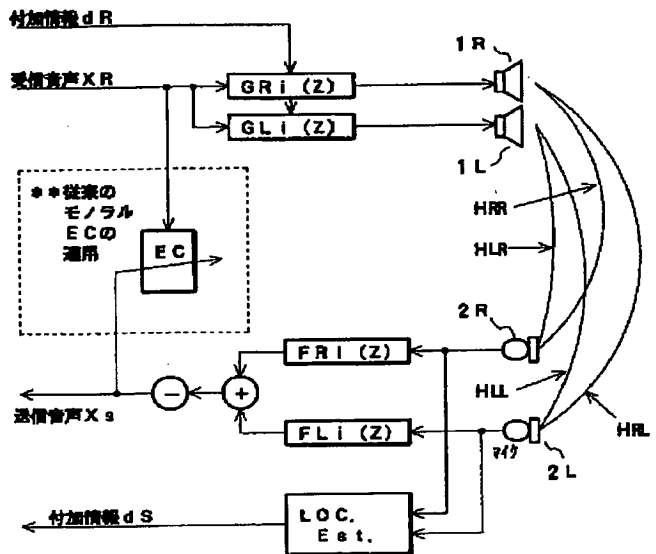 付加情報dR
1R
受信音声XR
GRi(Z)
GLi(Z)
1L
**従来の
モノラル
ECの
適用
EC
HRR
HLR
2R
FRi(Z)
HLL
送信音声Xs
FLi(Z)
HRL
マイク
2L
付加情報dS
LOC.
Est.